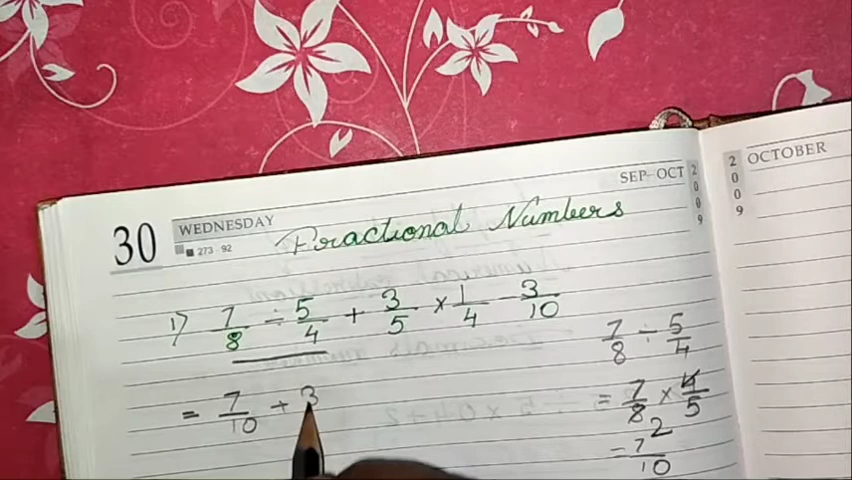 30 WEDNESDAY SEP-OCT 2009
273-92
Fractional Numbers
1) 7/8 ÷ 5/4 + 3/5 × 1/4 - 3/10
= 7/10 + 3
7/8 ÷ 5/4
= 7/8 × 4/5
2
= 7/10
2009 OCTOBER